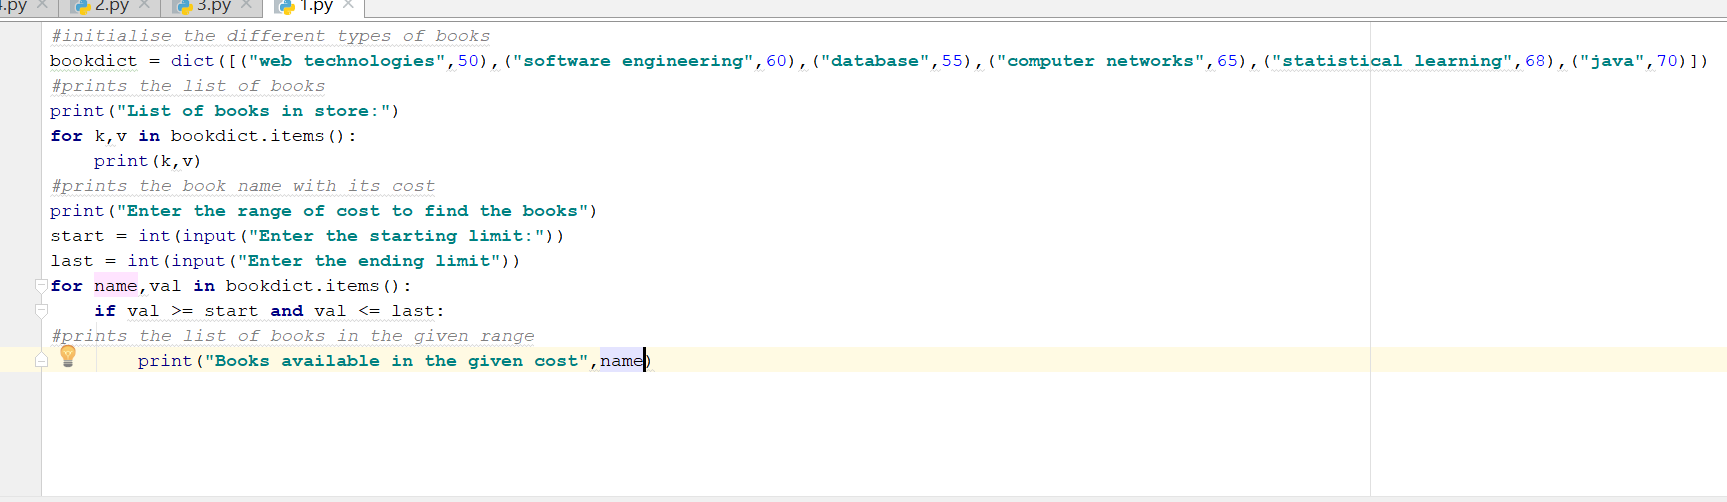 4.py 2.py 3.py 1.py
#initialise the different types of books
bookdict = dict([("web technologies",50),("software engineering",60),("database",55),("computer networks",65),("statistical learning",68),("java",70)])
#prints the list of books
print("List of books in store:")
for k,v in bookdict.items():
    print(k,v)
#prints the book name with its cost
print("Enter the range of cost to find the books")
start = int(input("Enter the starting limit:"))
last = int(input("Enter the ending limit"))
for name,val in bookdict.items():
    if val >= start and val <= last:
#prints the list of books in the given range
        print("Books available in the given cost",name)